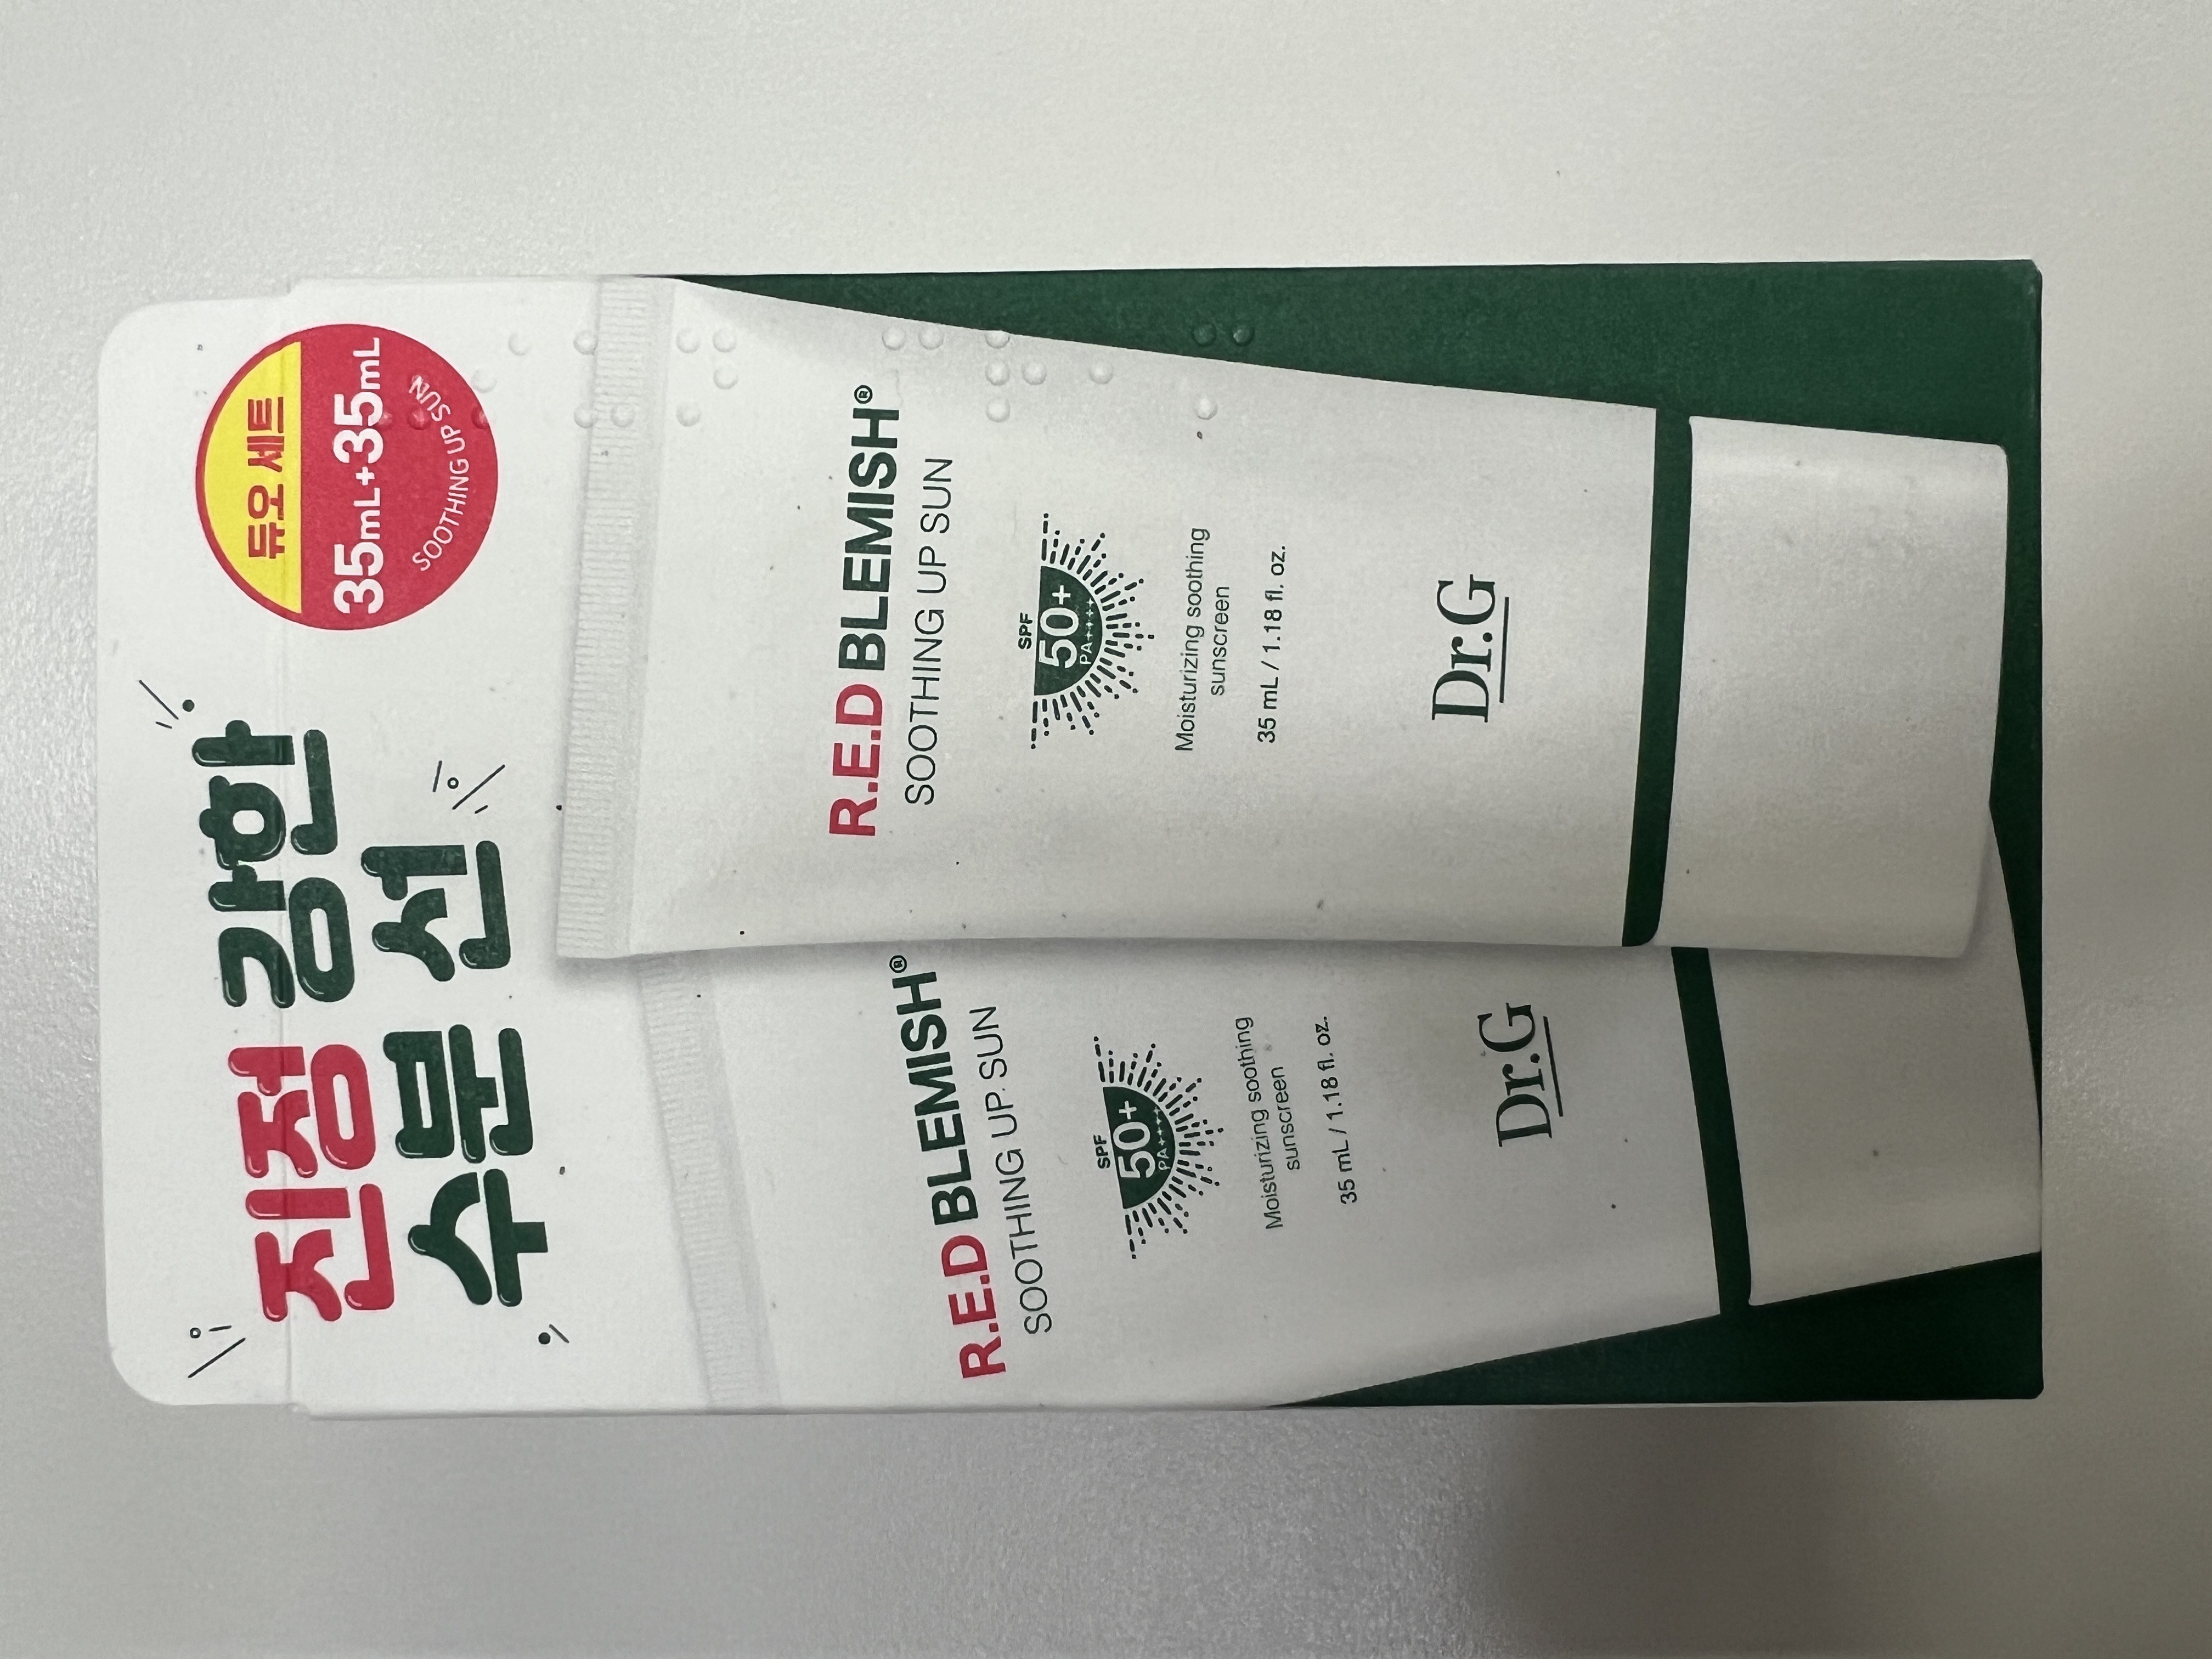 진정 강한
수분 선
듀오 세트
35mL+35mL
SOOTHING UP SUN
R.E.D BLEMISH®
SOOTHING UP SUN
SPF
50+
PA++++
Moisturizing soothing
sunscreen
35 mL / 1.18 fl. oz.
Dr.G
R.E.D BLEMISH®
SOOTHING UP SUN
SPF
50+
PA++++
Moisturizing soothing
sunscreen
35 mL / 1.18 fl. oz.
Dr.G